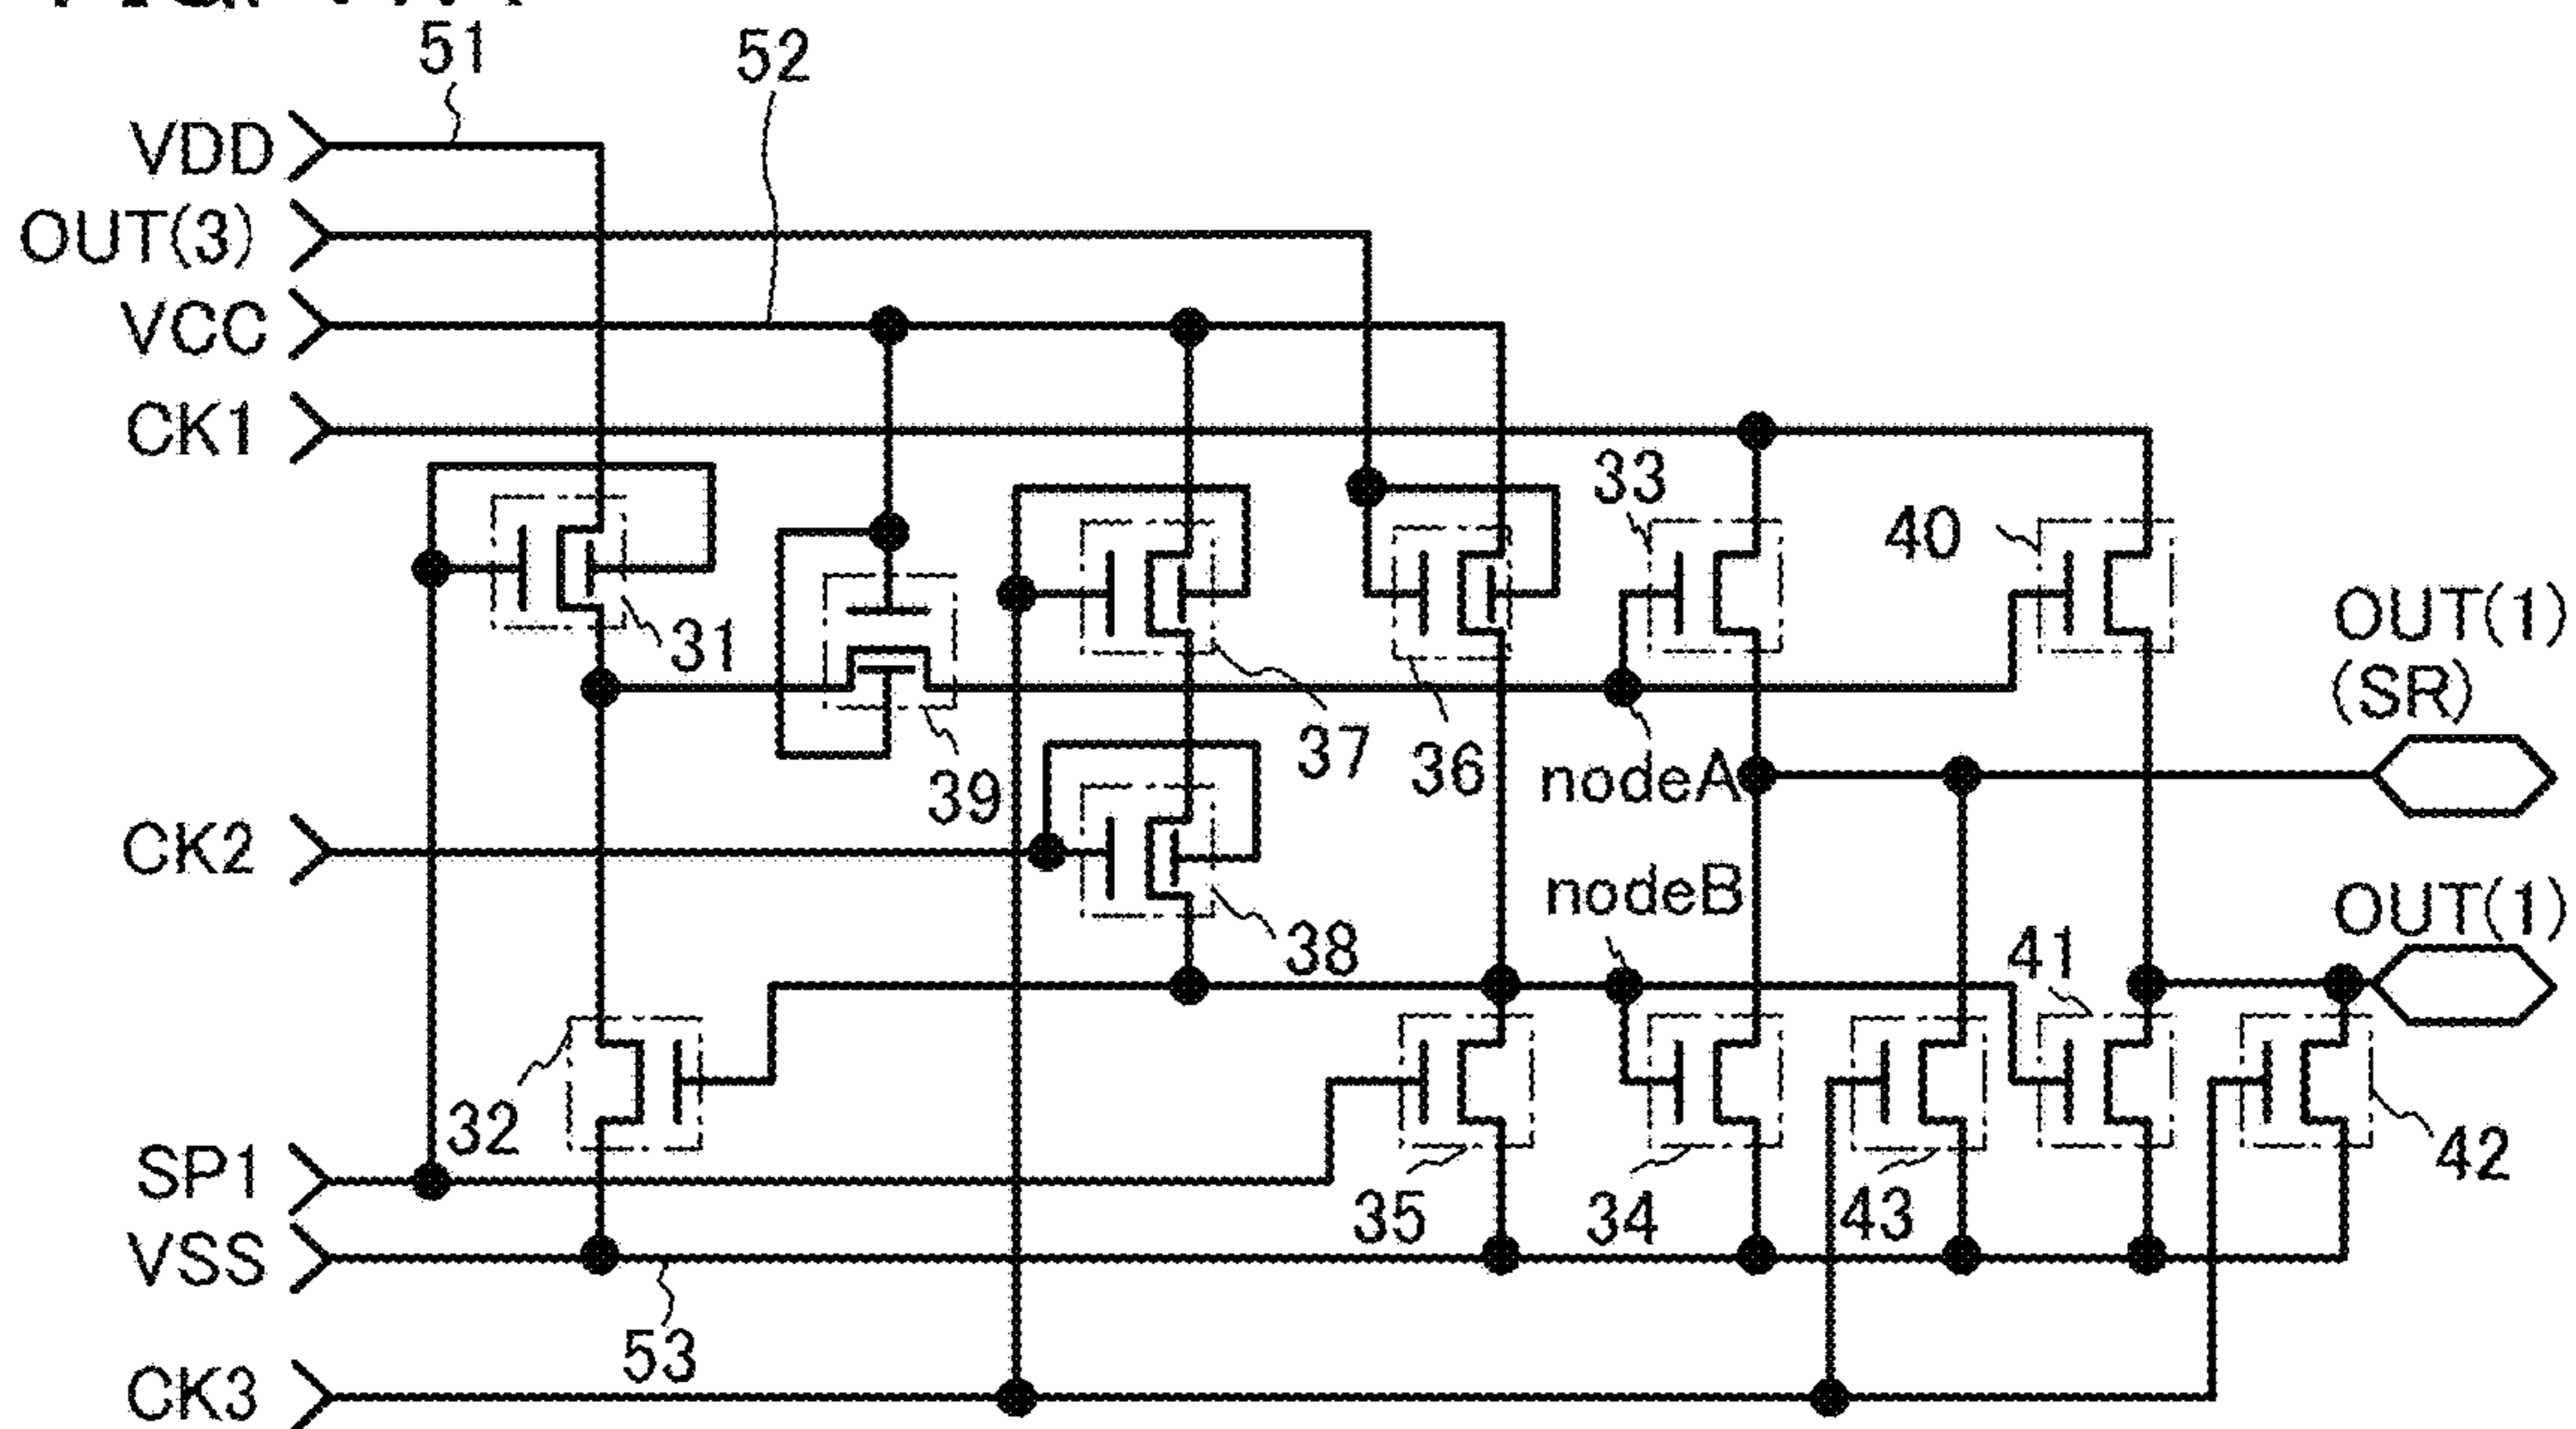 51
52
VDD
OUT(3)
VCC
CK1
33
40
31
OUT(1)
(SR)
37
36
nodeA
39
CK2
nodeB
OUT(1)
38
41
32
SP1
42
35
34
43
VSS
53
CK3